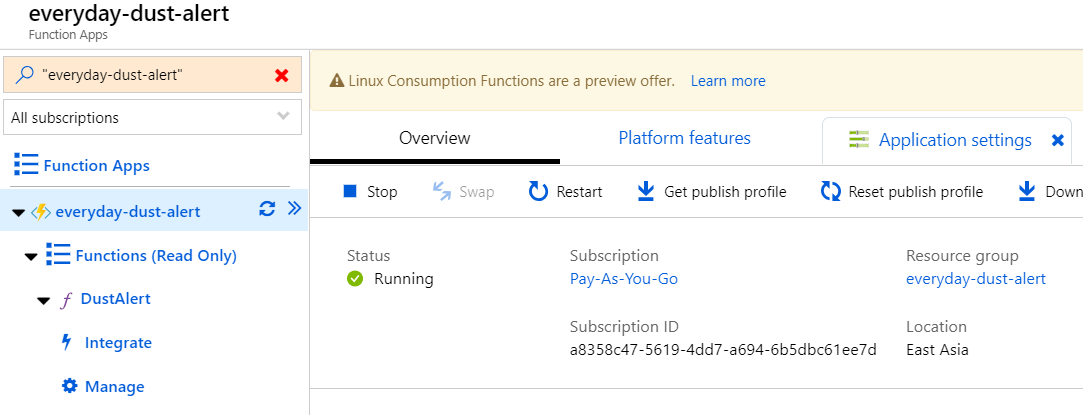 everyday-dust-alert
Function Apps
"everyday-dust-alert"
All subscriptions
Function Apps
everyday-dust-alert
Functions (Read Only)
DustAlert
Integrate
Manage
Linux Consumption Functions are a preview offer. Learn more
Overview Platform features Application settings
Stop Swap Restart Get publish profile Reset publish profile Down
Status Subscription Resource group
Running Pay-As-You-Go everyday-dust-alert
Subscription ID Location
a8358c47-5619-4dd7-a694-6b5dbc61ee7d East Asia